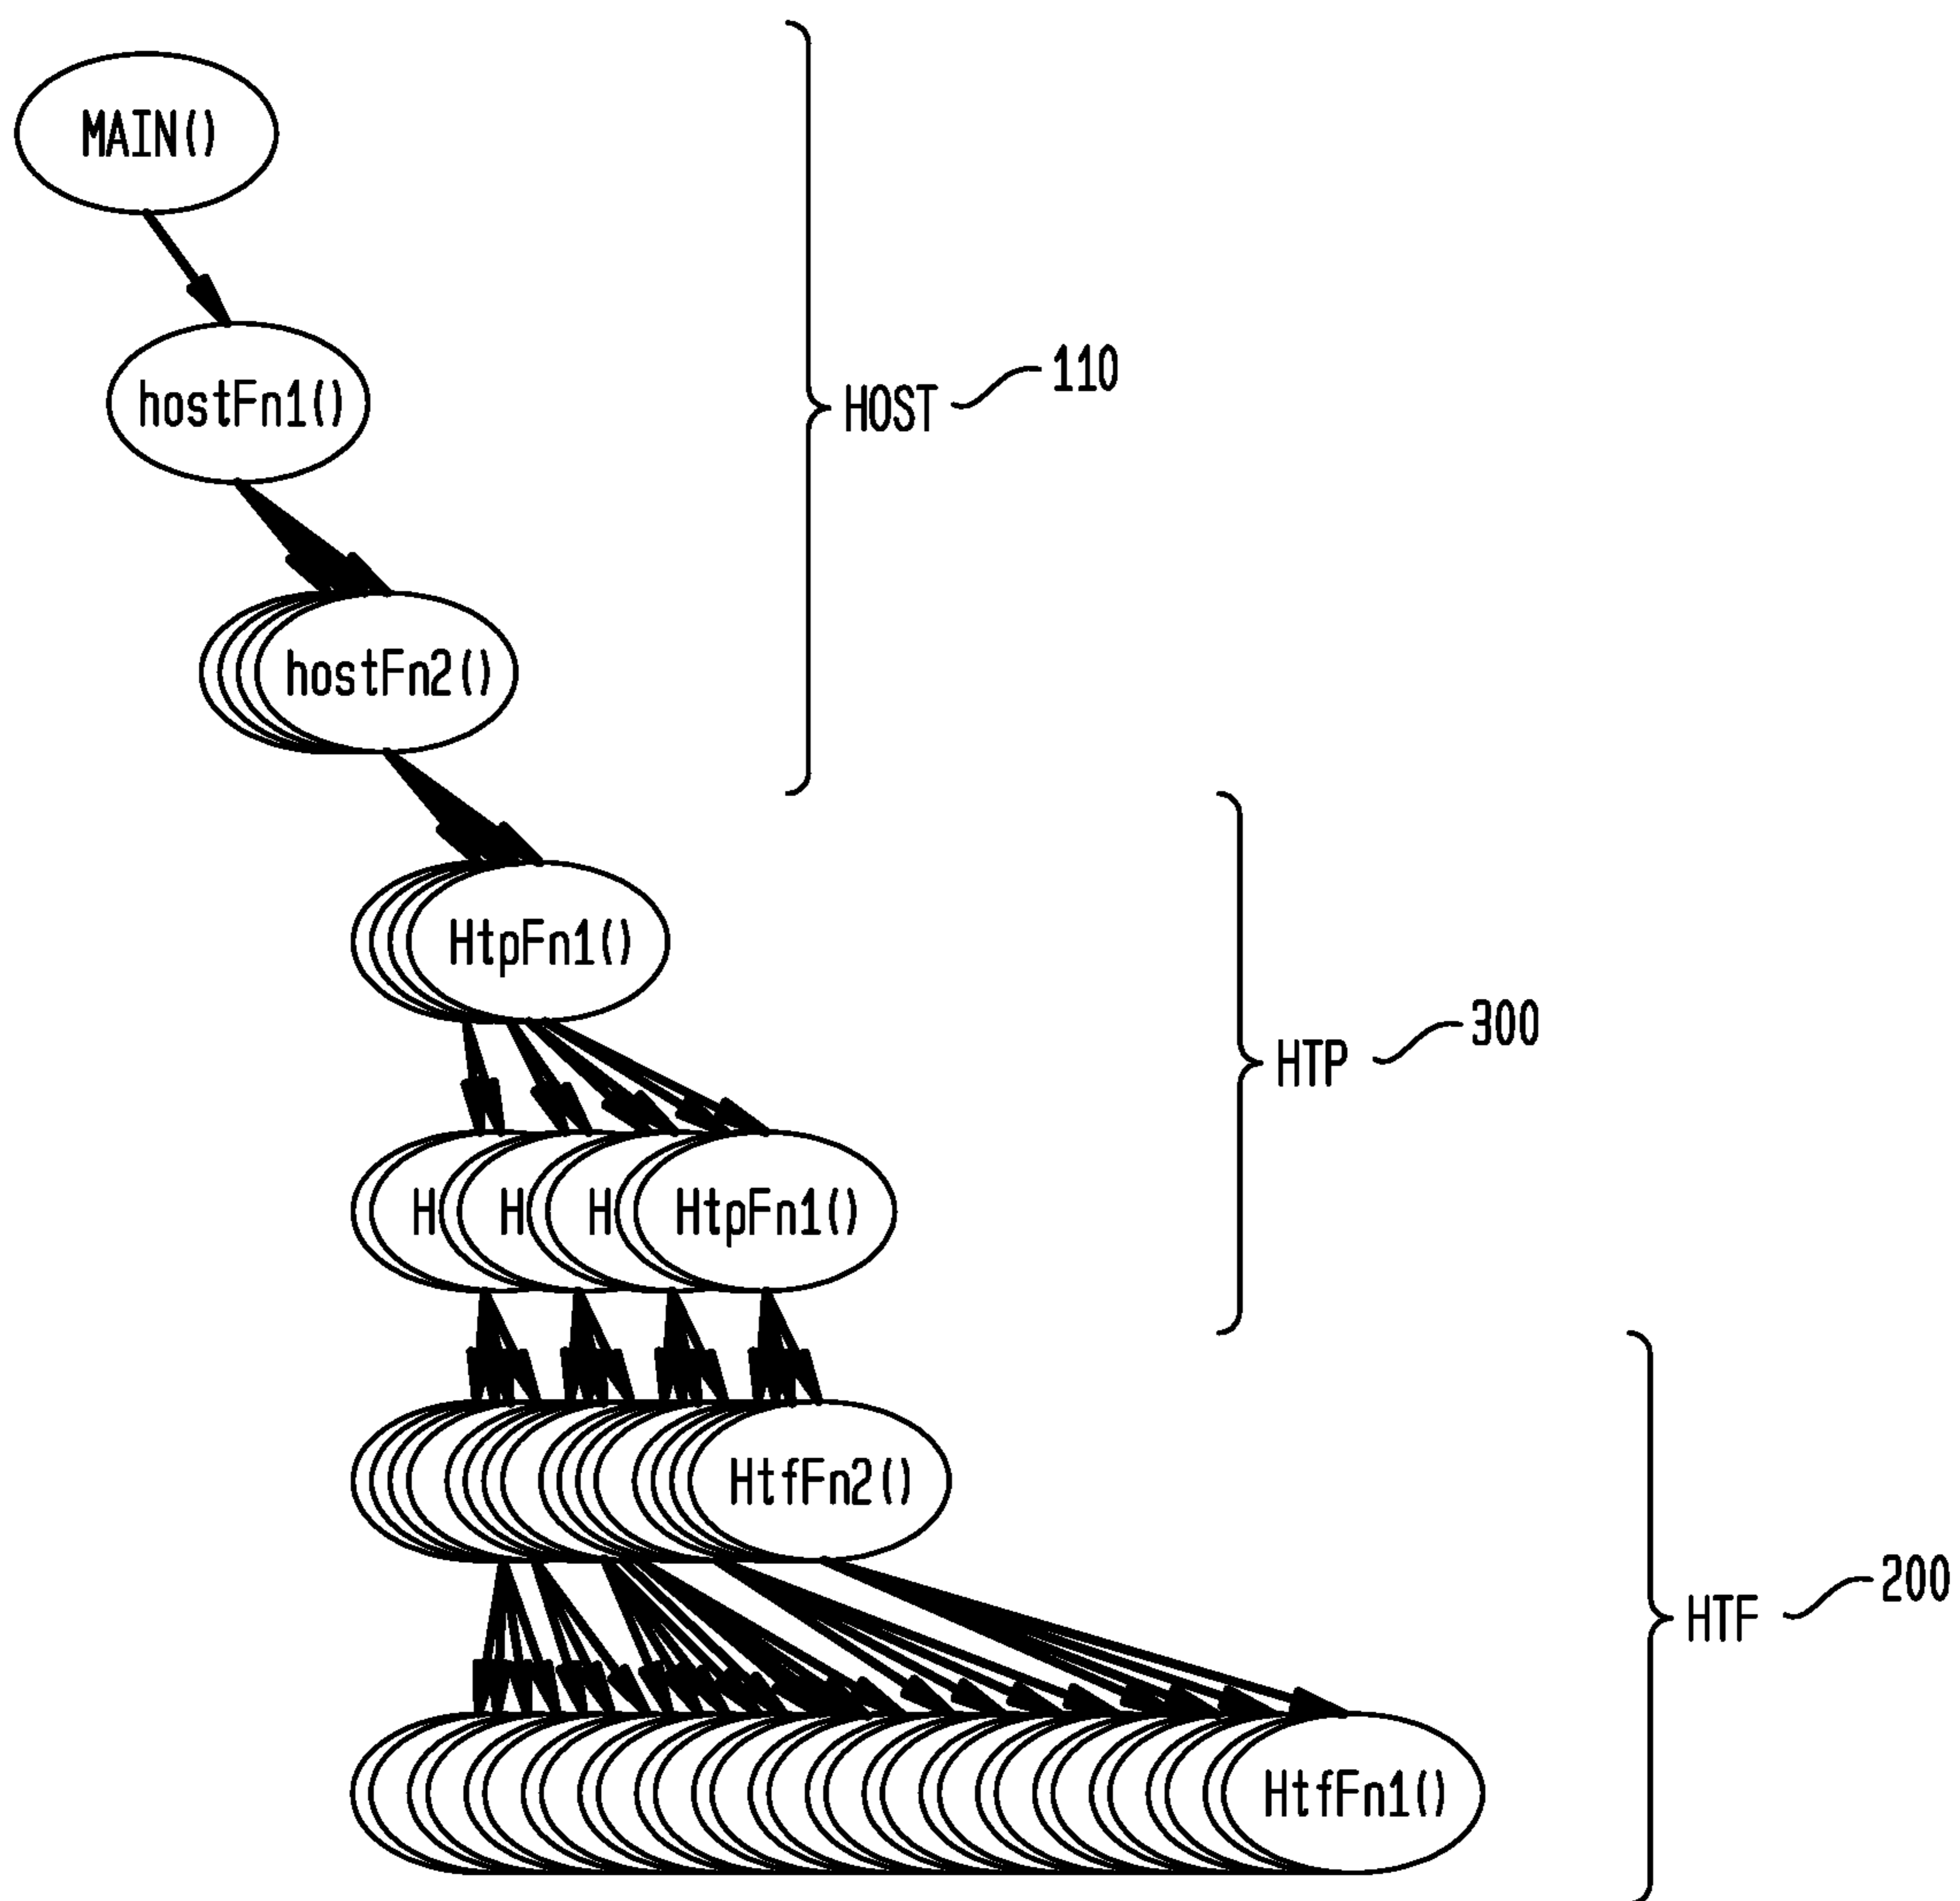 MAIN()
hostFn1()
HOST
110
hostFn2()
HtpFn1()
HTP
300
H H H HtpFn1()
HtfFn2()
HTF
200
HtfFn1()